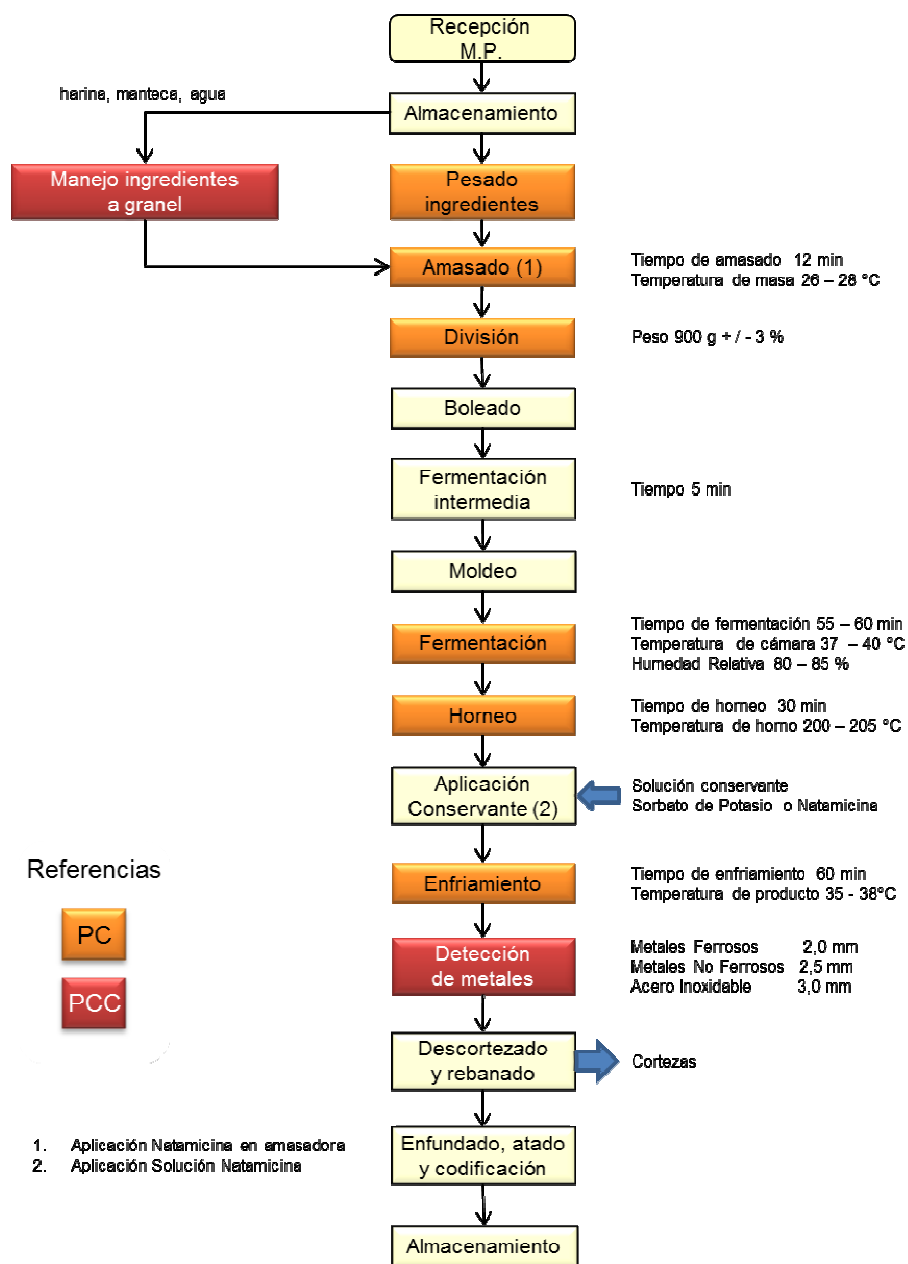 Recepción
M.P.
harina, manteca, agua
Almacenamiento
Manejo ingredientes
a granel
Pesado
ingredientes
Amasado (1)
Tiempo de amasado 12 min
Temperatura de masa 26 – 28 °C
División
Peso 900 g + / - 3 %
Boleado
Fermentación
intermedia
Tiempo 5 min
Moldeo
Fermentación
Tiempo de fermentación 55 – 60 min
Temperatura de cámara 37 – 40 °C
Humedad Relativa 80 – 85 %
Horneo
Tiempo de horneo 30 min
Temperatura de horno 200 – 205 °C
Aplicación
Conservante (2)
Solución conservante
Sorbato de Potasio o Natamicina
Referencias
PC
PCC
Enfriamiento
Tiempo de enfriamiento 60 min
Temperatura de producto 35 - 38°C
Detección
de metales
Metales Ferrosos 2,0 mm
Metales No Ferrosos 2,5 mm
Acero Inoxidable 3,0 mm
Descortezado
y rebanado
Cortezas
1. Aplicación Natamicina en amasadora
2. Aplicación Solución Natamicina
Enfundado, atado
y codificación
Almacenamiento